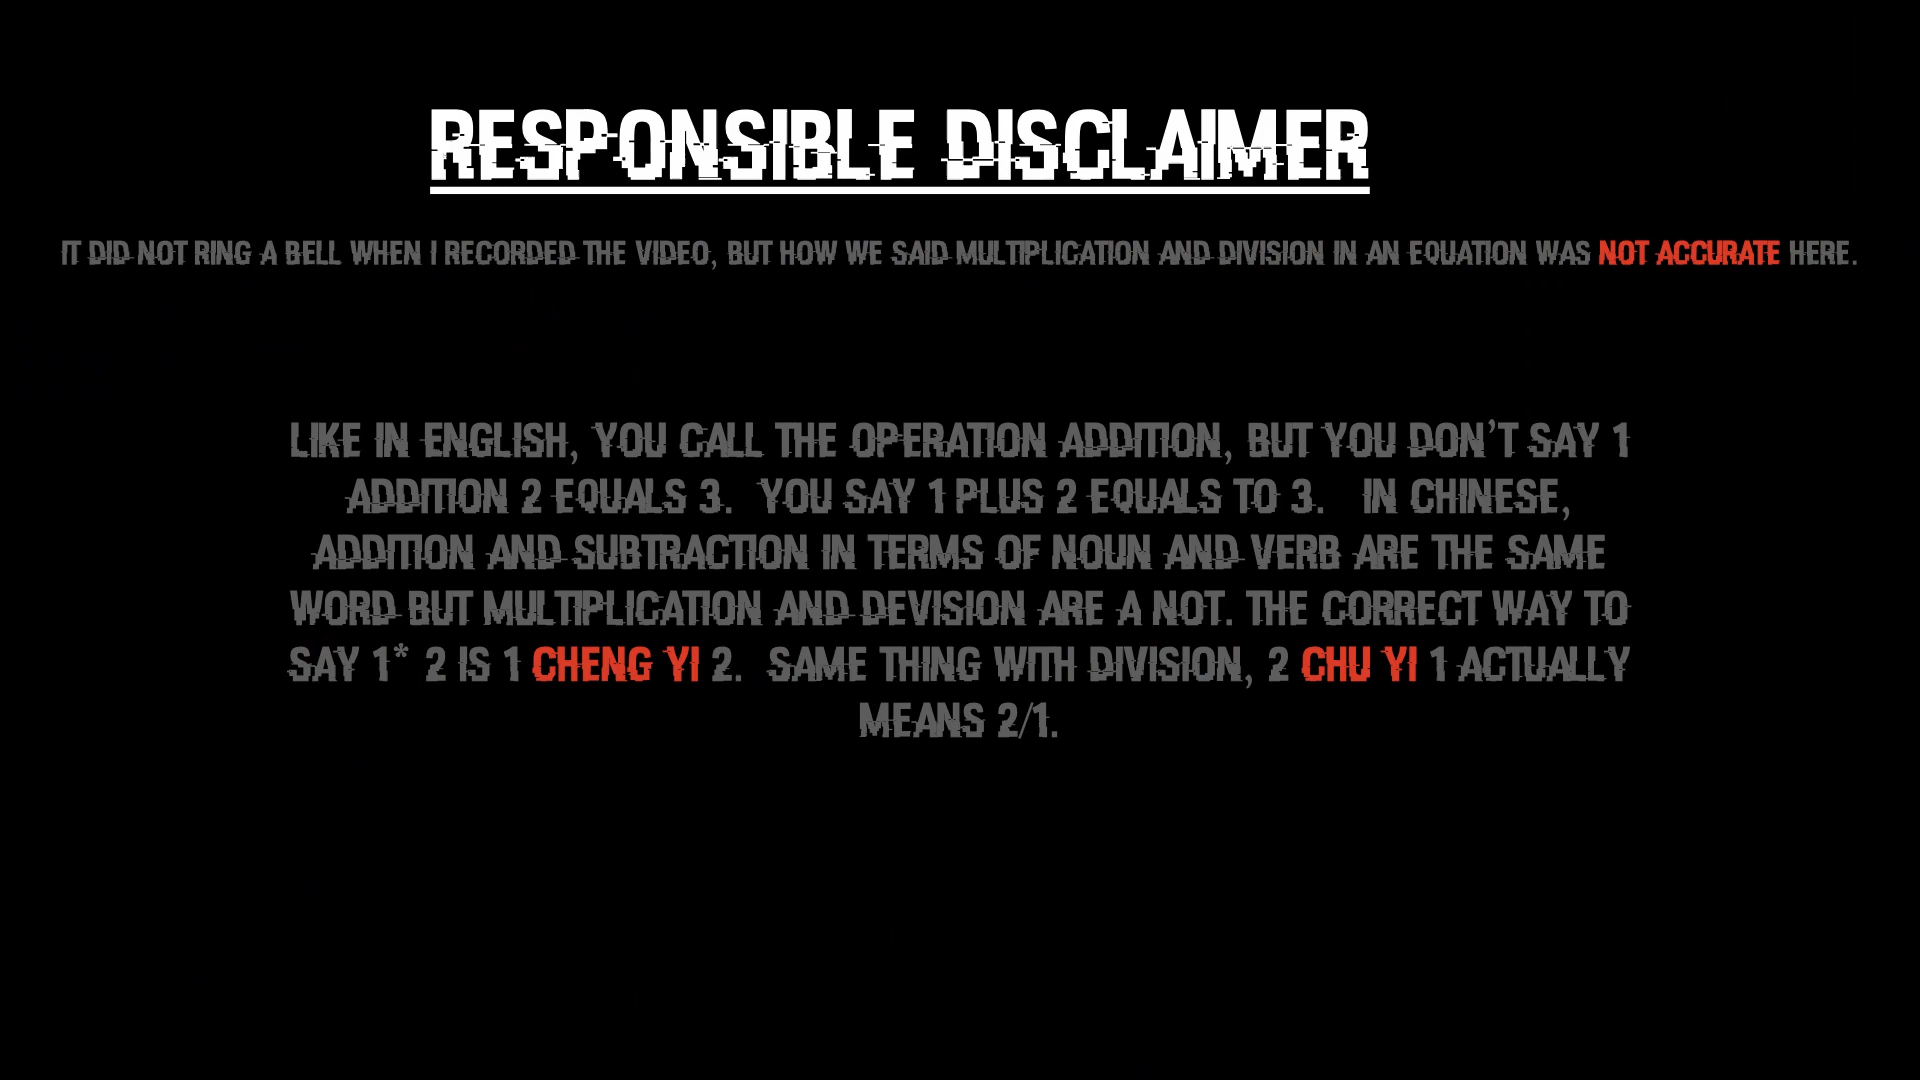 RESPONSIBLE DISCLAIMER
IT DID NOT RING A BELL WHEN I RECORDED THE VIDEO, BUT HOW WE SAID MULTIPLICATION AND DIVISION IN AN EQUATION WAS NOT ACCURATE HERE.
LIKE IN ENGLISH, YOU CALL THE OPERATION ADDITION, BUT YOU DON'T SAY 1
ADDITION 2 EQUALS 3. YOU SAY 1 PLUS 2 EQUALS TO 3. IN CHINESE,
ADDITION AND SUBTRACTION IN TERMS OF NOUN AND VERB ARE THE SAME
WORD BUT MULTIPLICATION AND DEVISION ARE A NOT. THE CORRECT WAY TO
SAY 1* 2 IS 1 CHENG YI 2. SAME THING WITH DIVISION, 2 CHU YI 1 ACTUALLY
MEANS 2/1.